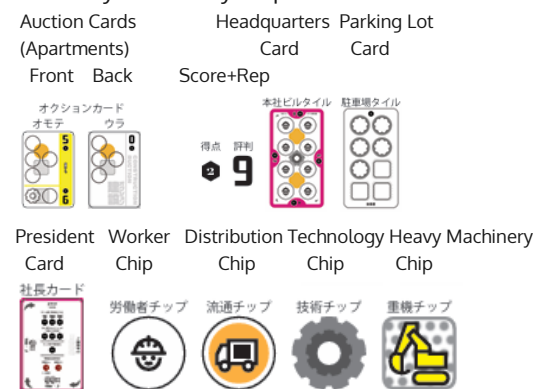 Auction Cards Headquarters Parking Lot
(Apartments) Card Card
Front Back Score+Rep
オクションカード
オモテ ウラ
本社ビルタイル 駐車場タイル
得点 評判
2 9
5
6
0
President Worker Distribution Technology Heavy Machinery
Card Chip Chip Chip Chip
社長カード
労働者チップ 流通チップ 技術チップ 重機チップ